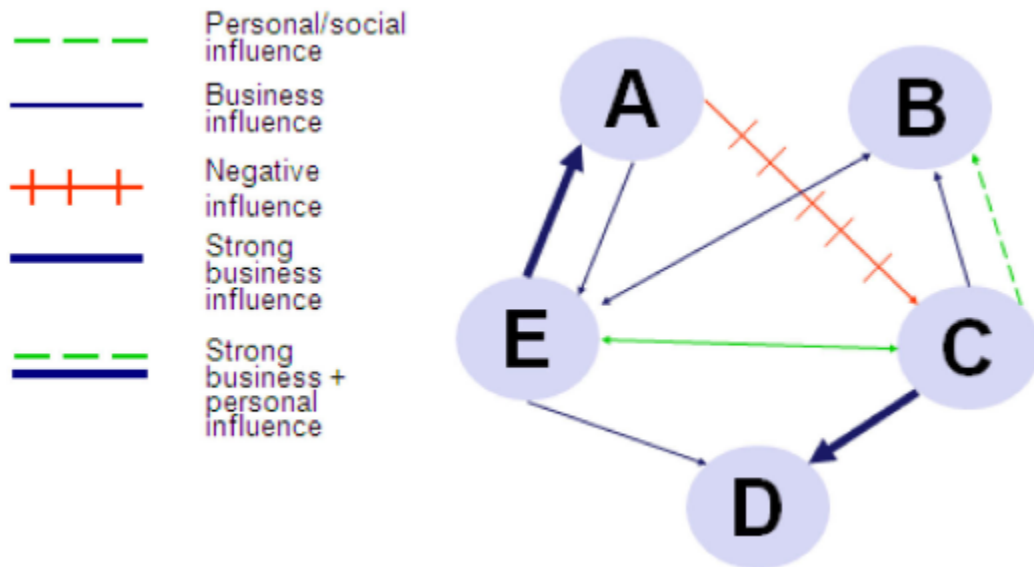 Personal/social
influence
Business
influence
Negative
influence
Strong
business
influence
Strong
business +
personal
influence
A
B
E
C
D